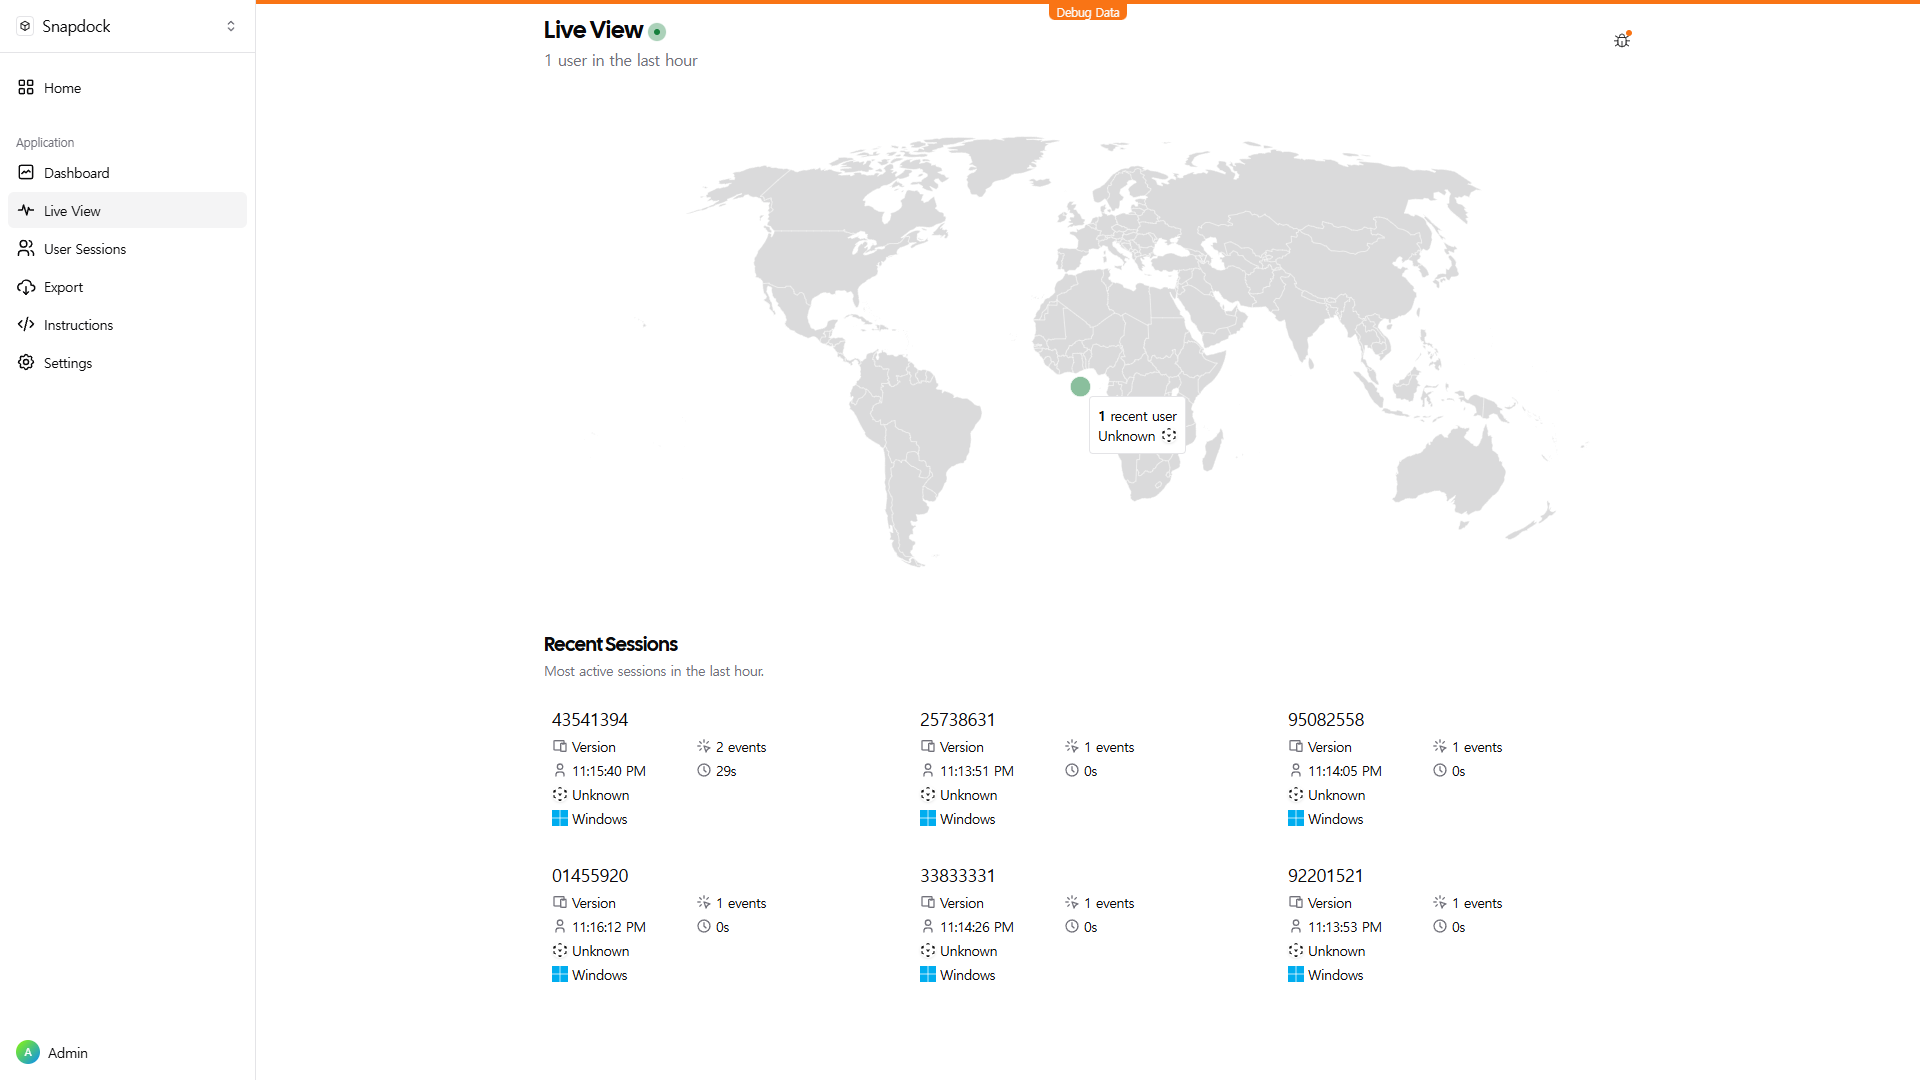 Snapdock
Home
Application
Dashboard
Live View
User Sessions
Export
Instructions
Settings
A
Admin
Debug Data
Live View
1 user in the last hour
1 recent user
Unknown
Recent Sessions
Most active sessions in the last hour.
43541394
Version
2 events
11:15:40 PM
29s
Unknown
Windows
25738631
Version
1 events
11:13:51 PM
0s
Unknown
Windows
95082558
Version
1 events
11:14:05 PM
0s
Unknown
Windows
01455920
Version
1 events
11:16:12 PM
0s
Unknown
Windows
33833331
Version
1 events
11:14:26 PM
0s
Unknown
Windows
92201521
Version
1 events
11:13:53 PM
0s
Unknown
Windows